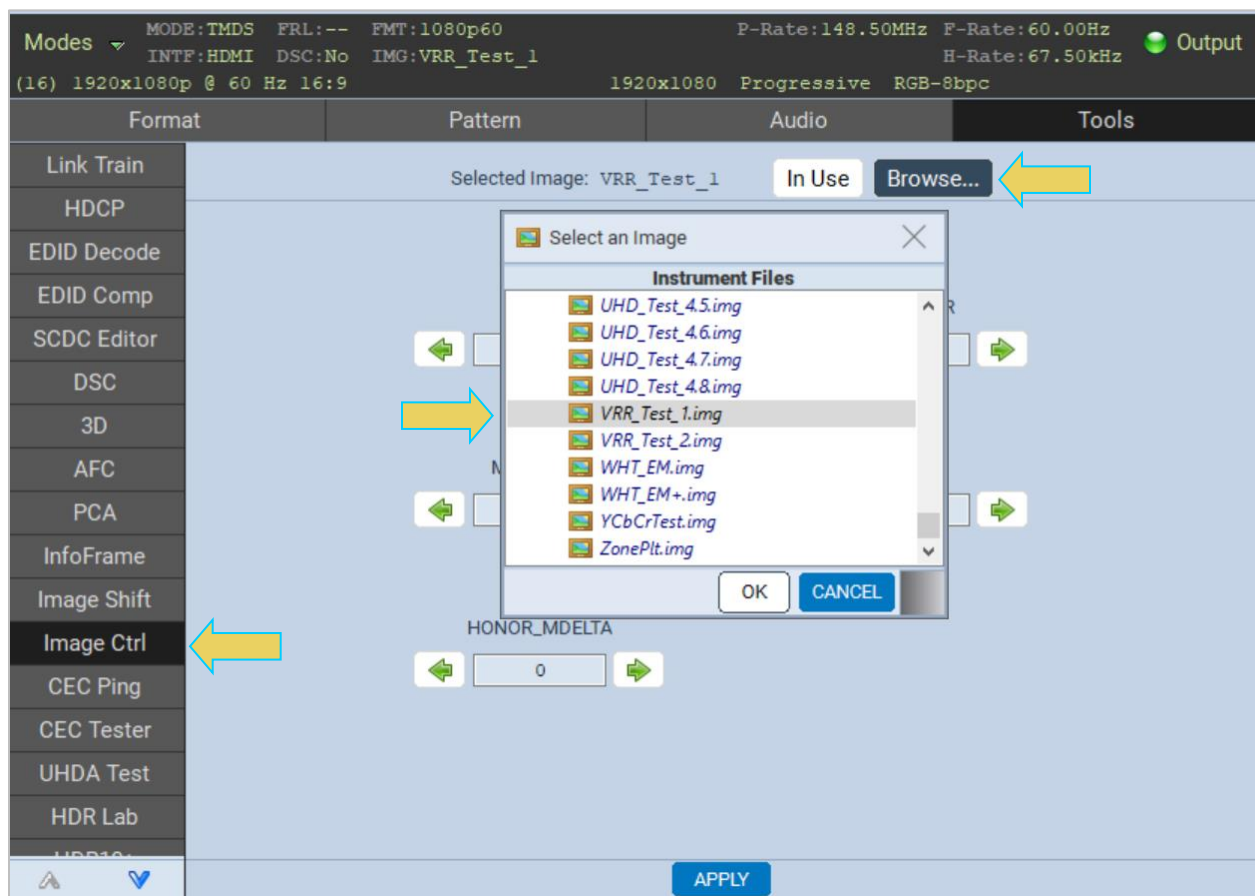 Modes MODE:TMDS FRL:-- FMT:1080p60 P-Rate:148.50MHz F-Rate:60.00Hz Output
INTF:HDMI DSC:No IMG:VRR_Test_1 H-Rate:67.50kHz
(16) 1920x1080p @ 60 Hz 16:9 1920x1080 Progressive RGB-8bpc
Format Pattern Audio Tools
Link Train
HDCP
EDID Decode
EDID Comp
SCDC Editor
DSC
3D
AFC
PCA
InfoFrame
Image Shift
Image Ctrl
CEC Ping
CEC Tester
UHDA Test
HDR Lab
Selected Image: VRR_Test_1 In Use Browse...
Select an Image
Instrument Files
UHD_Test_4.5.img
UHD_Test_4.6.img
UHD_Test_4.7.img
UHD_Test_4.8.img
VRR_Test_1.img
VRR_Test_2.img
WHT_EM.img
WHT_EM+.img
YCbCrTest.img
ZonePlt.img
OK CANCEL
HONOR_MDELTA
0
APPLY